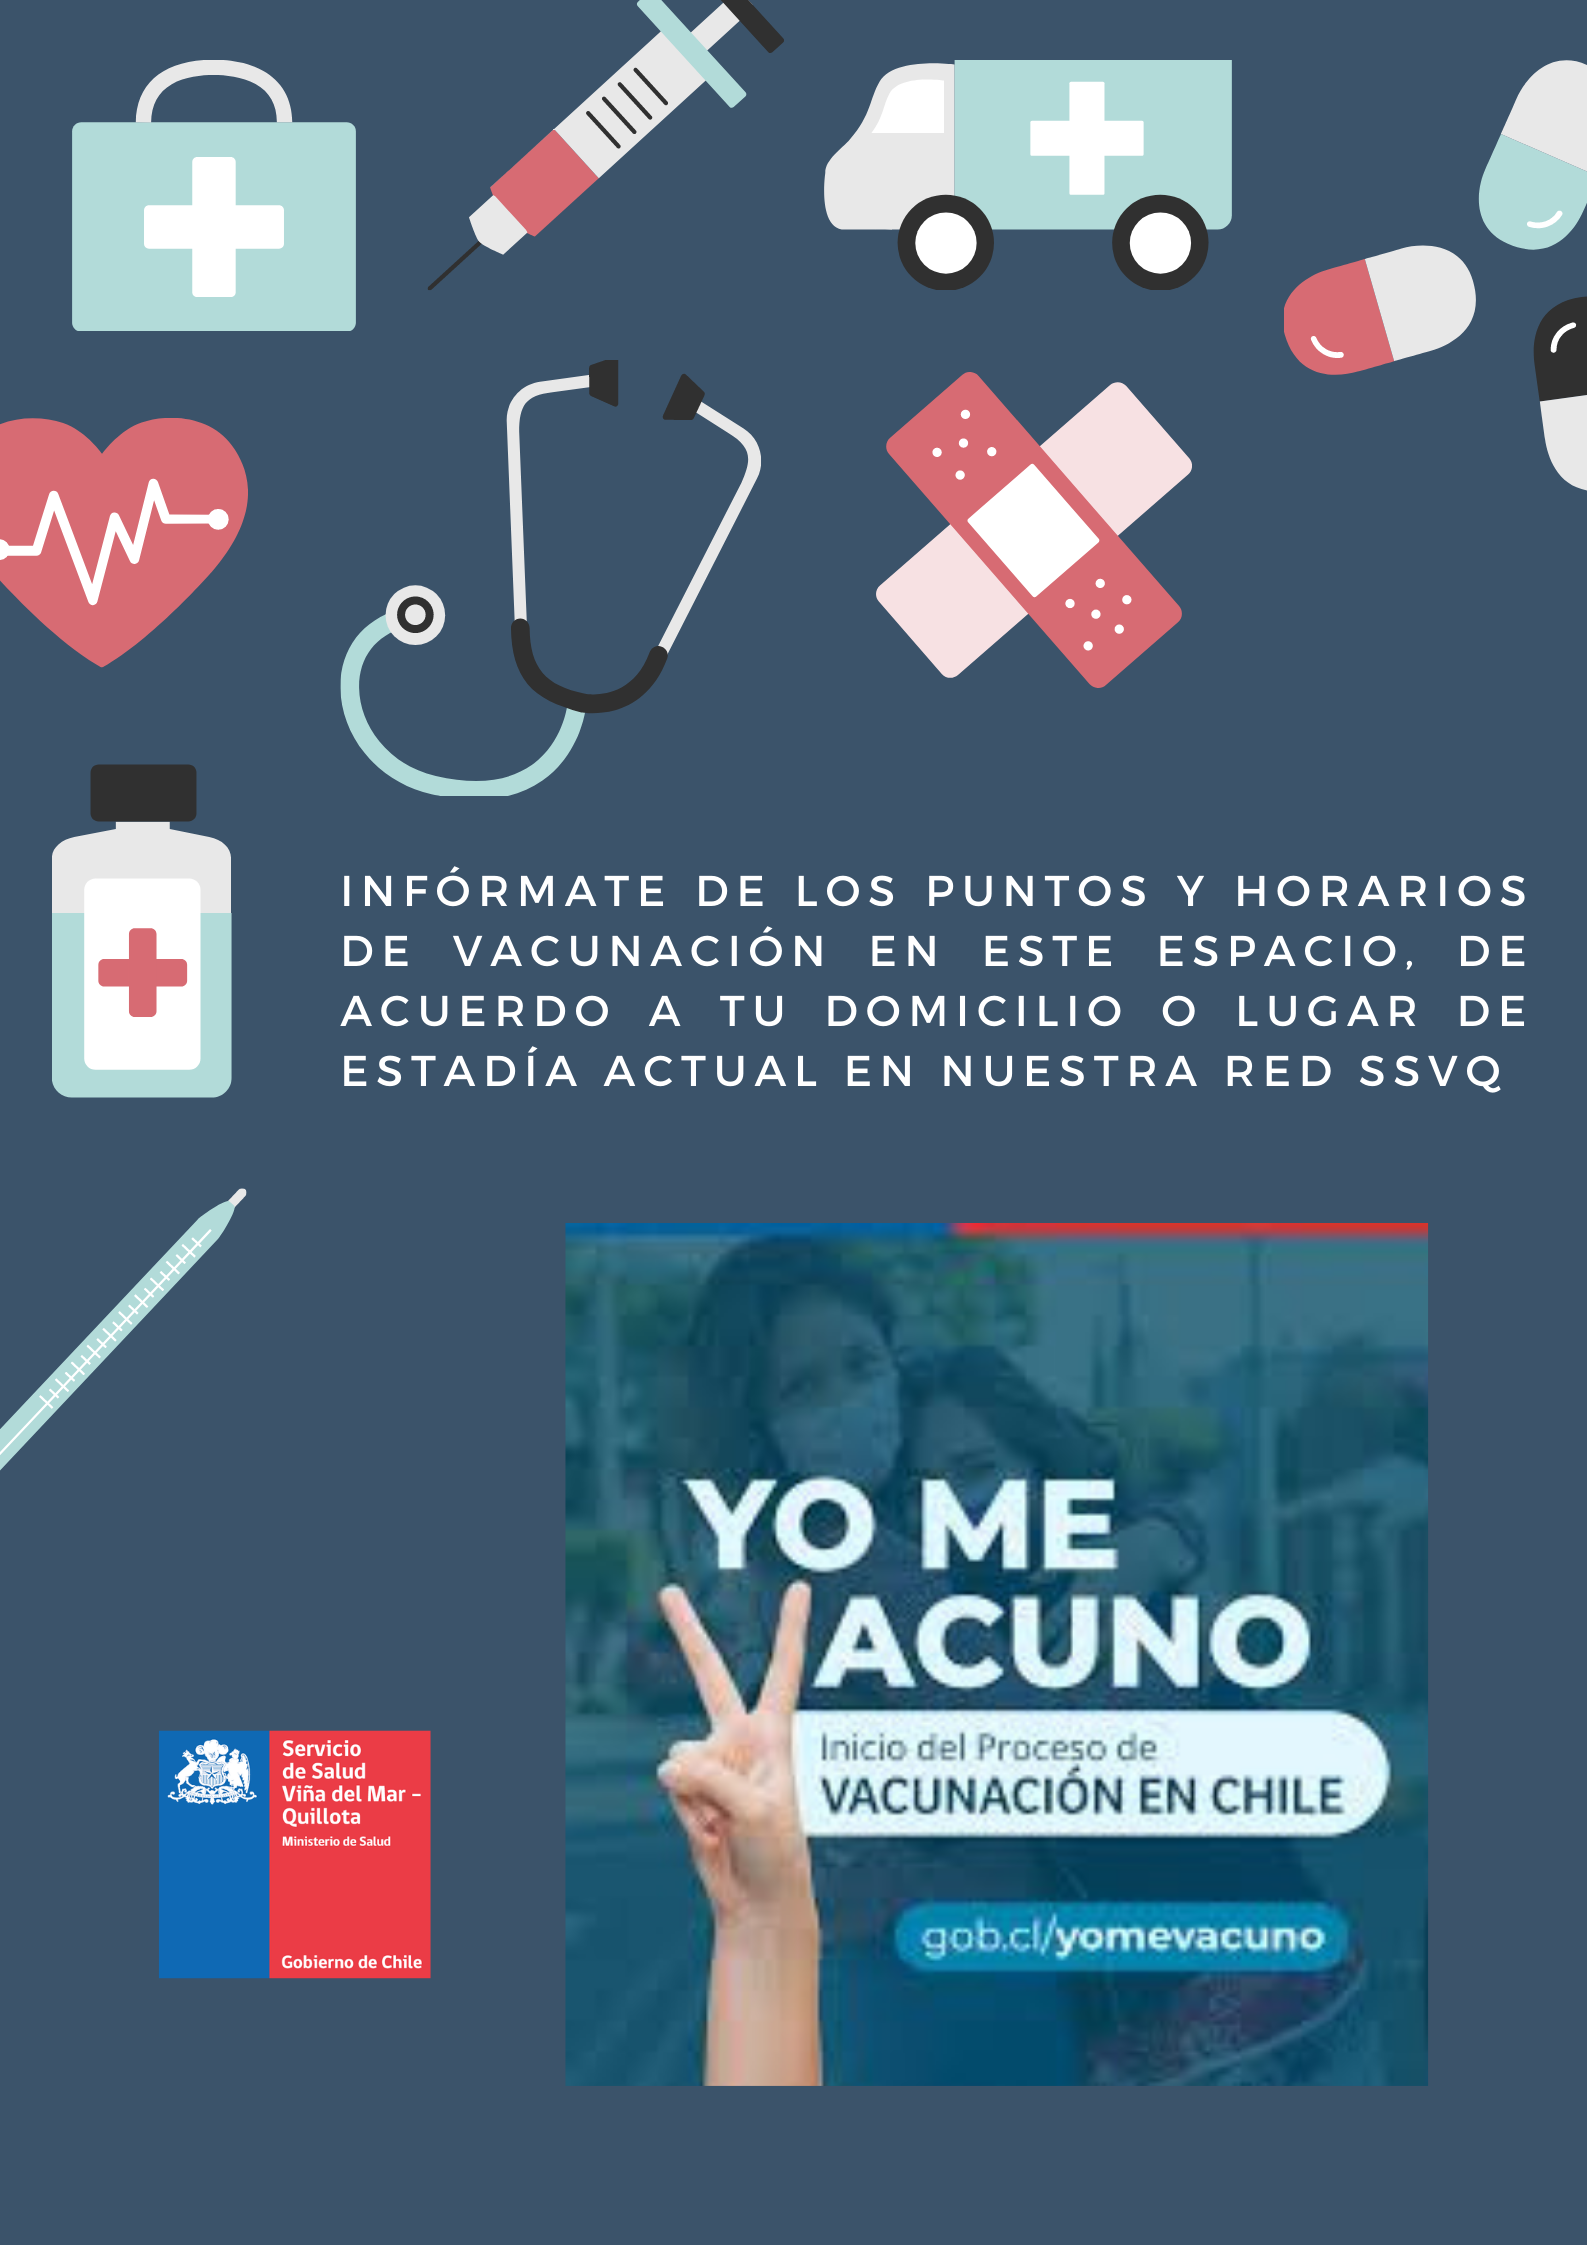 INFÓRMATE DE LOS PUNTOS Y HORARIOS
DE VACUNACIÓN EN ESTE ESPACIO, DE
ACUERDO A TU DOMICILIO O LUGAR DE
ESTADÍA ACTUAL EN NUESTRA RED SSVQ
YO ME
VACUNO
Inicio del Proceso de
VACUNACIÓN EN CHILE
gob.cl/yomevacuno
Servicio
de Salud
Viña del Mar –
Quillota
Ministerio de Salud
Gobierno de Chile